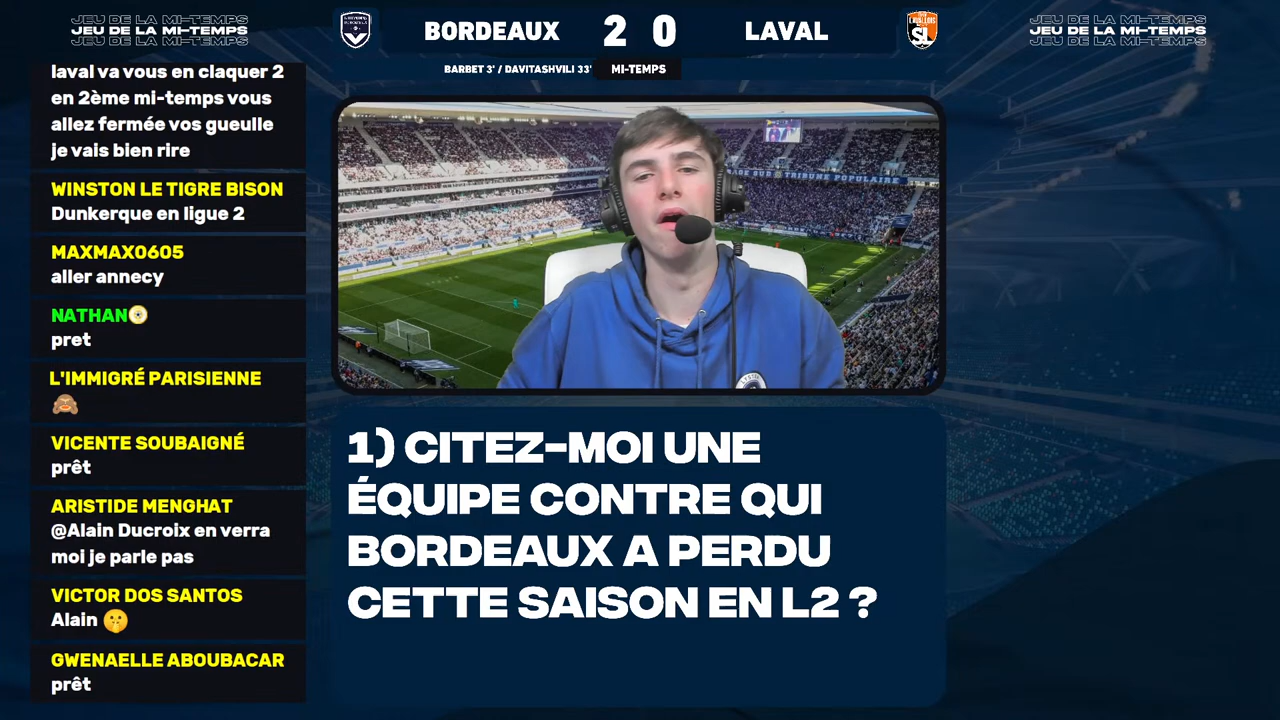 JEU DE LA MI-TEMPS
JEU DE LA MI-TEMPS
JEU DE LA MI-TEMPS
BORDEAUX 2 0 LAVAL
BARBET 3' / DAVITASHVILI 33' MI-TEMPS
JEU DE LA MI-TEMPS
JEU DE LA MI-TEMPS
JEU DE LA MI-TEMPS
laval va vous en claquer 2
en 2ème mi-temps vous
allez fermée vos gueulle
je vais bien rire
WINSTON LE TIGRE BISON
Dunkerque en ligue 2
MAXMAX0605
aller annecy
NATHAN
pret
L'IMMIGRÉ PARISIENNE
VICENTE SOUBAIGNÉ
prêt
ARISTIDE MENGHAT
@Alain Ducroix en verra
moi je parle pas
VICTOR DOS SANTOS
Alain
GWENAELLE ABOUBACAR
prêt
TRIBUNE POPULAIRE
1) CITEZ-MOI UNE
ÉQUIPE CONTRE QUI
BORDEAUX A PERDU
CETTE SAISON EN L2 ?